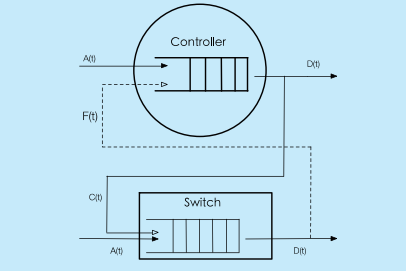 Controller
A(t)
D(t)
F(t)
C(t)
Switch
A(t)
D(t)